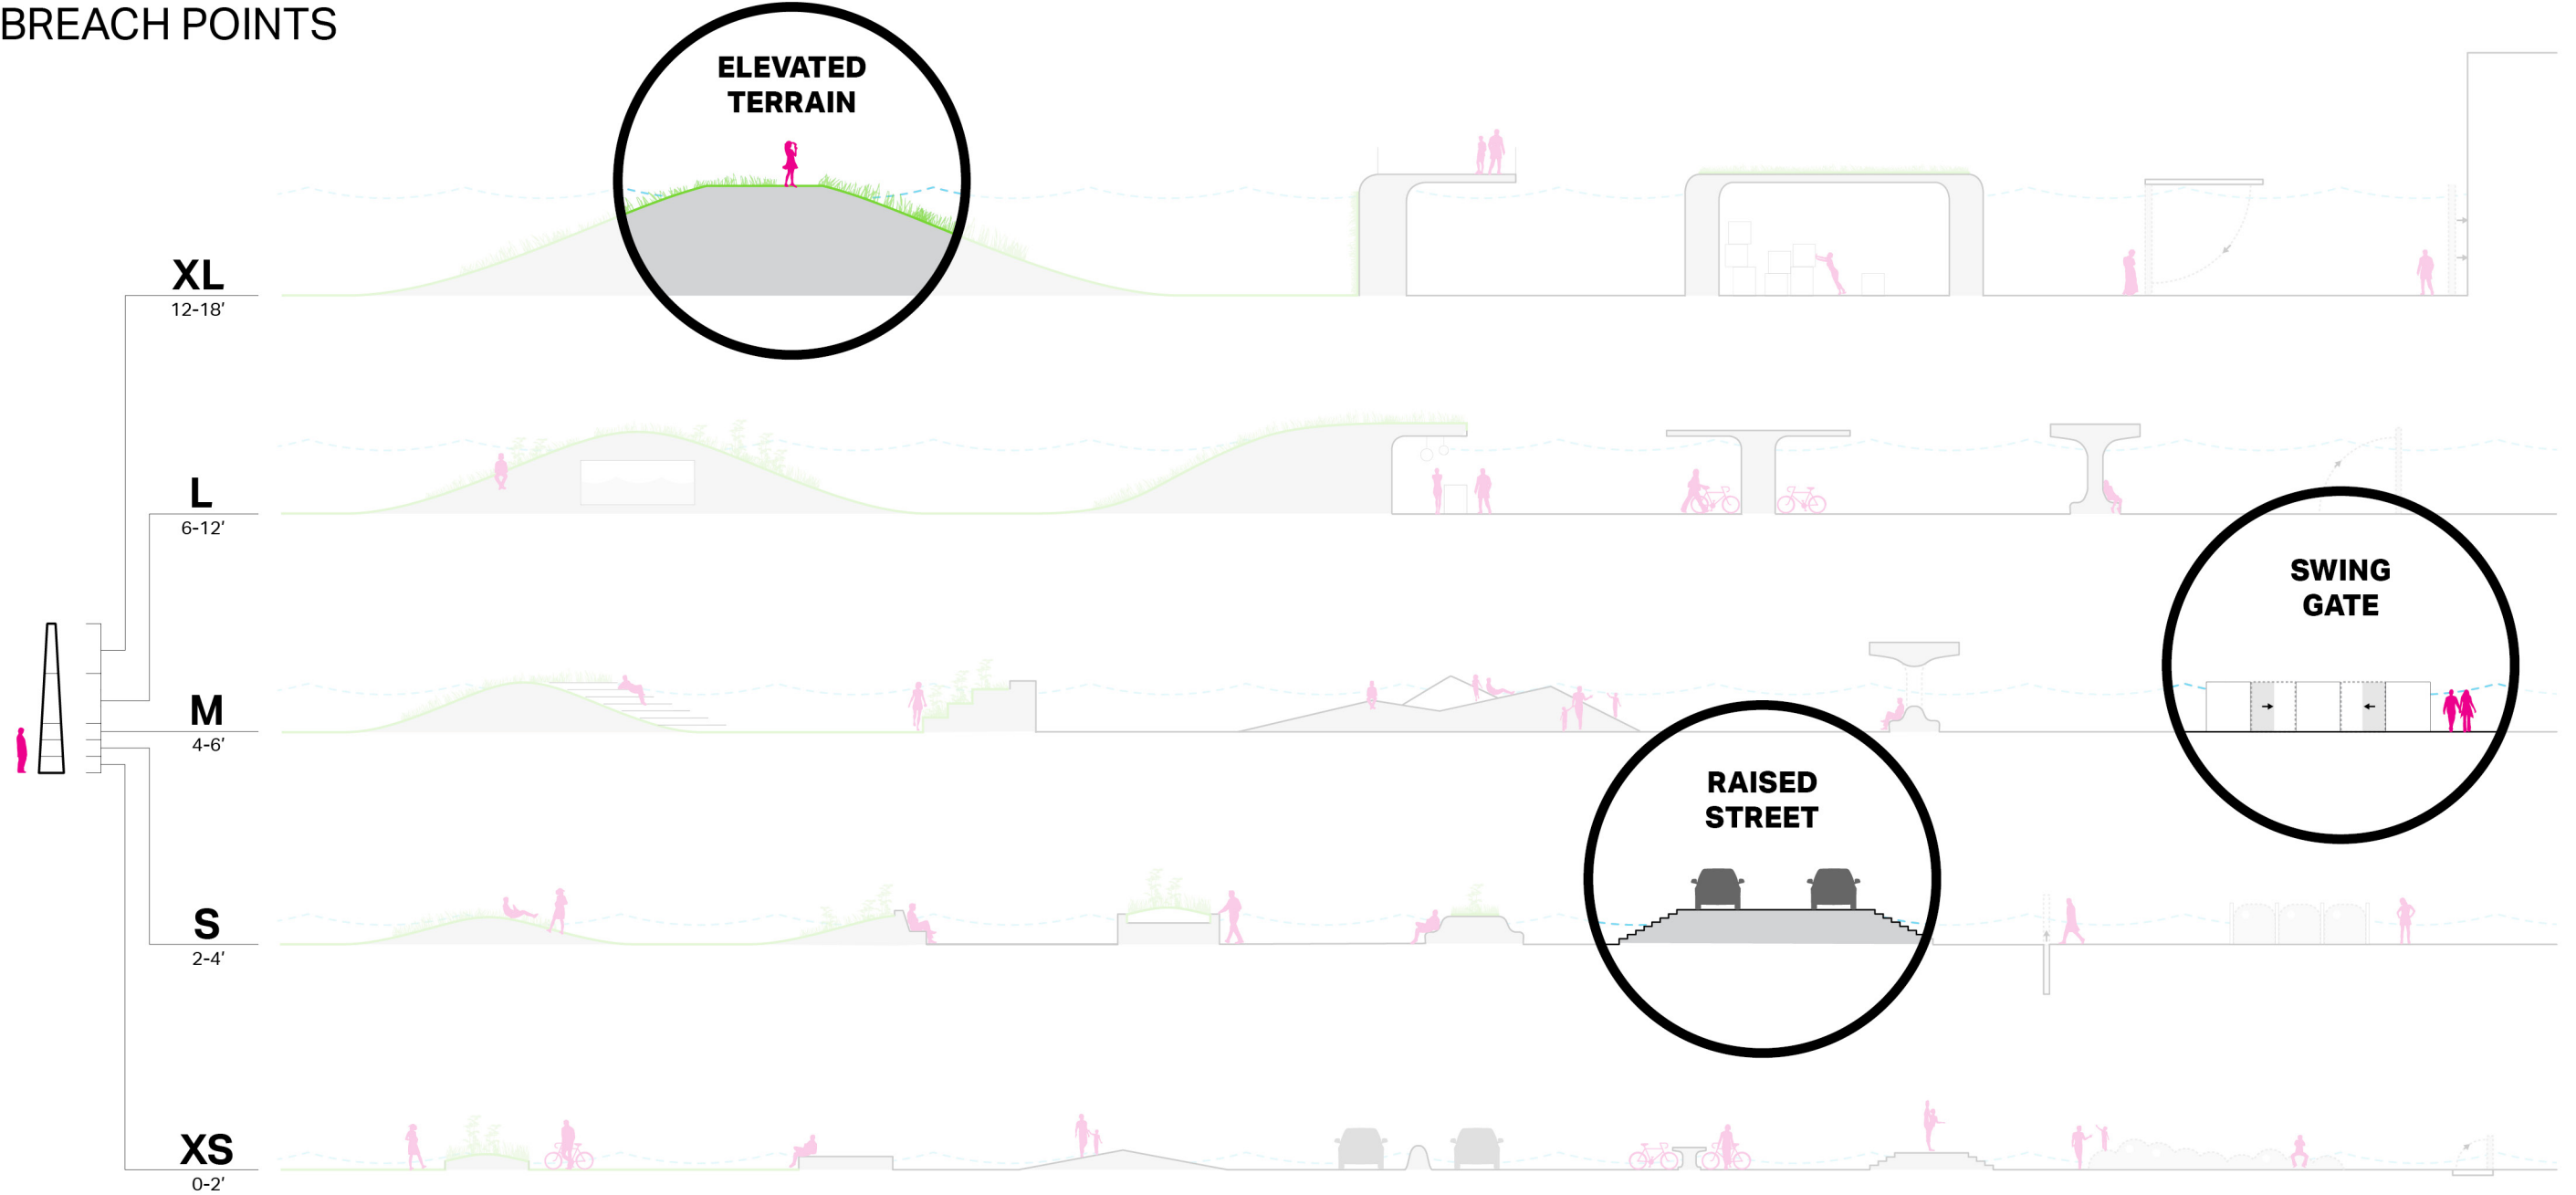 BREACH POINTS
ELEVATED
TERRAIN
XL
12-18′
L
6-12′
SWING
GATE
M
4-6′
RAISED
STREET
S
2-4′
XS
0-2′